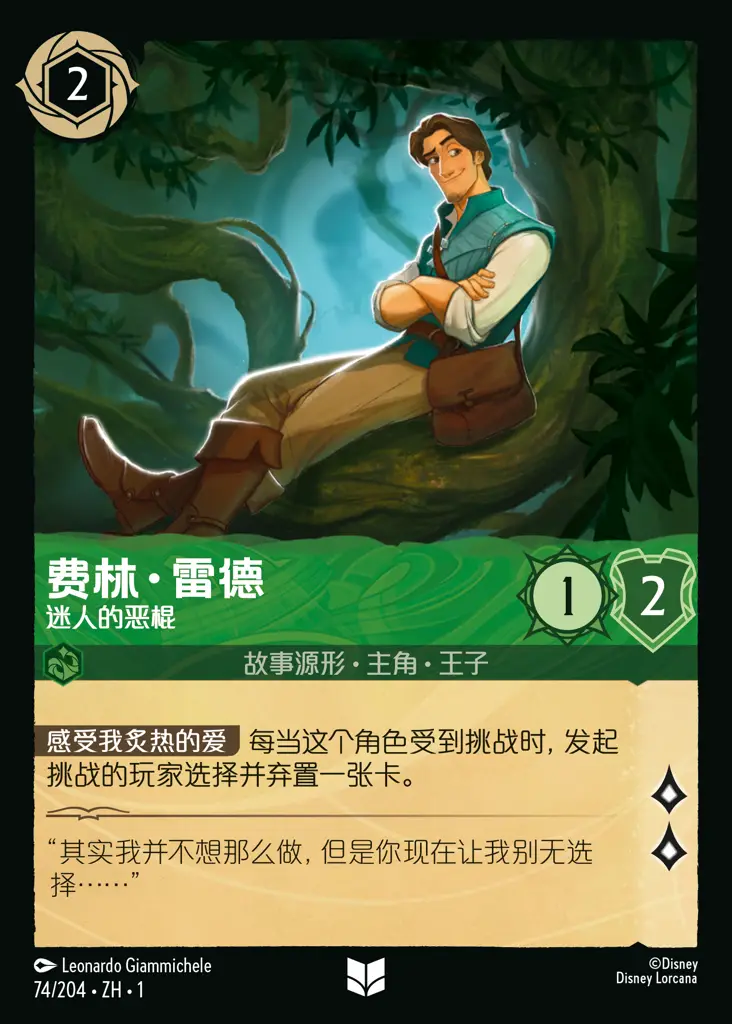 2
费林·雷德
迷人的恶棍
1
2
故事源形·主角·王子
感受我炙热的爱 每当这个角色受到挑战时, 发起
挑战的玩家选择并弃置一张卡。
“其实我并不想那么做, 但是你现在让我别无选
择……”
Leonardo Giammichele
©Disney
74/204 • ZH • 1
Disney Lorcana